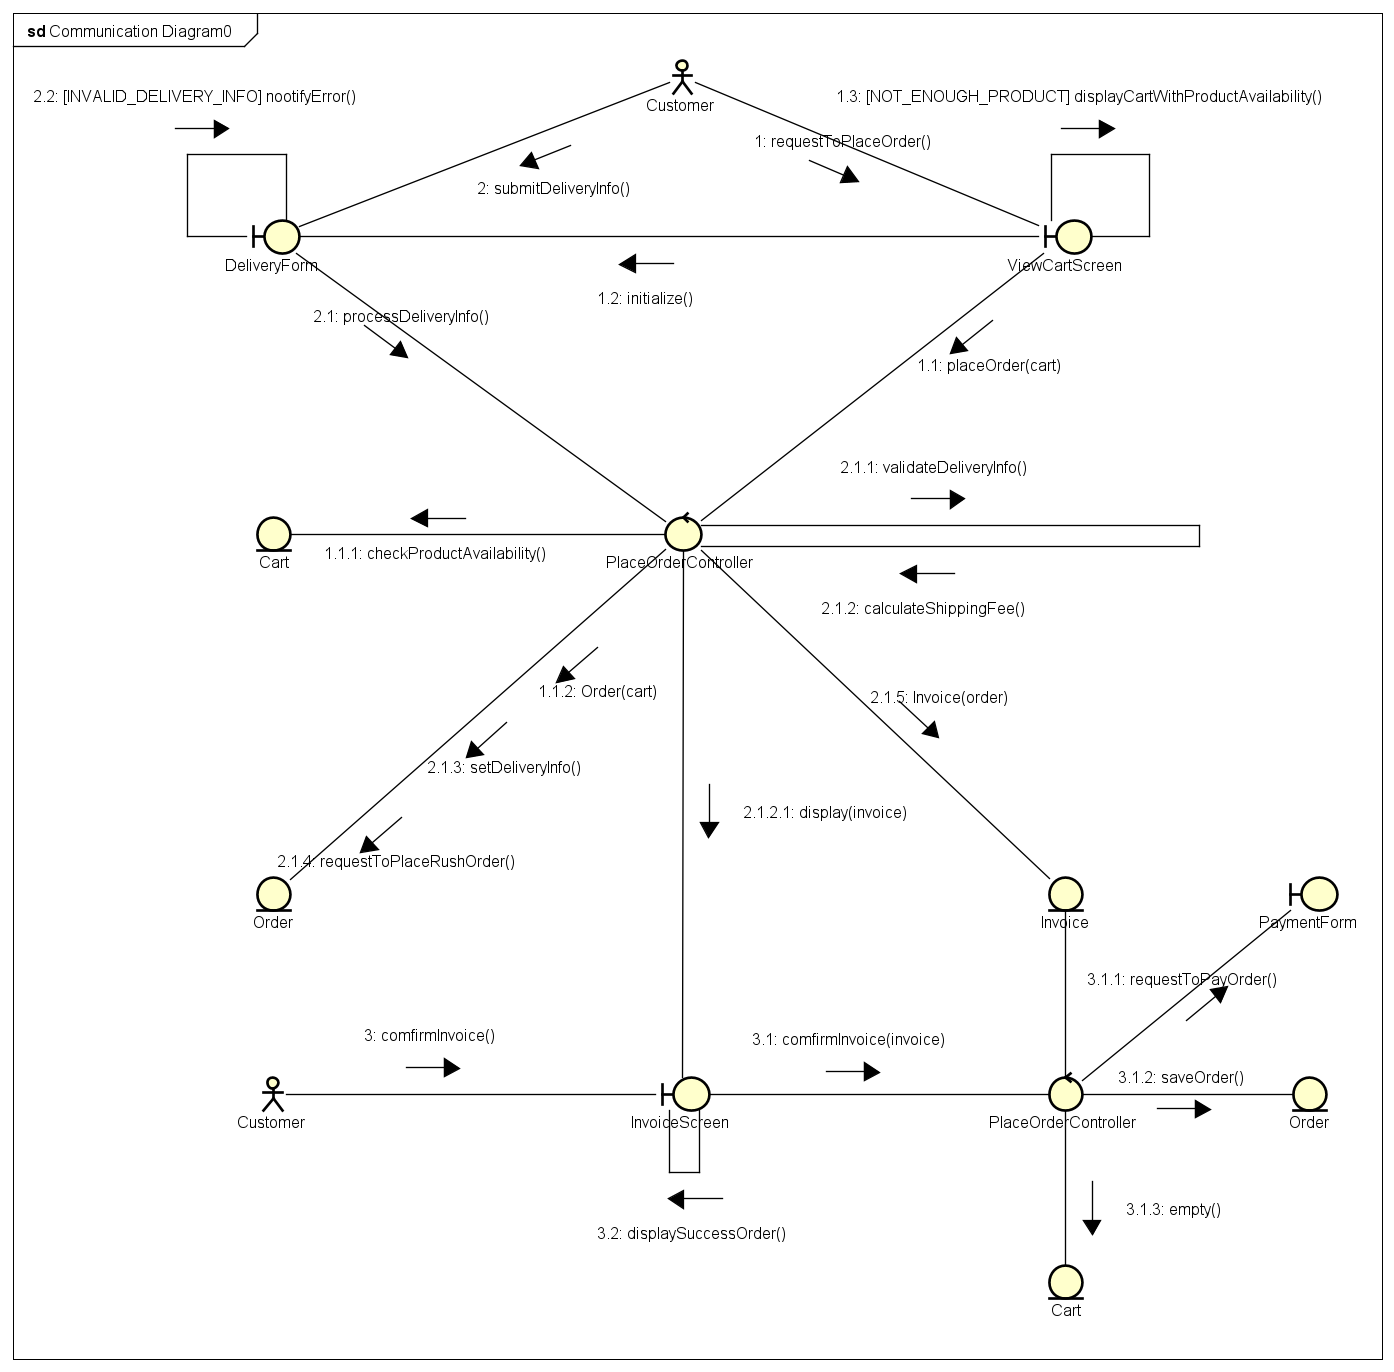 sd Communication Diagram0
2.2: [INVALID_DELIVERY_INFO] nootifyError()
1.3: [NOT_ENOUGH_PRODUCT] displayCartWithProductAvailability()
Customer
1: requestToPlaceOrder()
2: submitDeliveryInfo()
DeliveryForm
ViewCartScreen
1.2: initialize()
2.1: processDeliveryInfo()
1.1: placeOrder(cart)
2.1.1: validateDeliveryInfo()
1.1.1: checkProductAvailability()
Cart
PlaceOrderController
2.1.2: calculateShippingFee()
1.1.2: Order(cart)
2.1.5: Invoice(order)
2.1.3: setDeliveryInfo()
2.1.2.1: display(invoice)
2.1.4: requestToPlaceRushOrder()
Order
Invoice
PaymentForm
3.1.1: requestToPayOrder()
3: comfirmInvoice()
3.1: comfirmInvoice(invoice)
3.1.2: saveOrder()
Customer
InvoiceScreen
PlaceOrderController
Order
3.1.3: empty()
3.2: displaySuccessOrder()
Cart